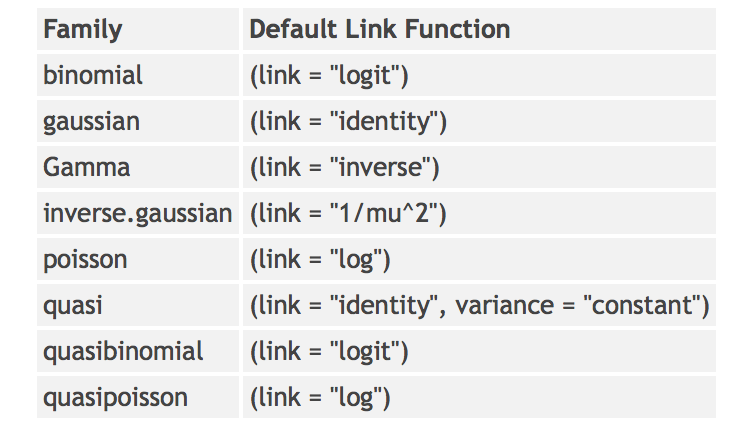 Family Default Link Function
binomial (link = "logit")
gaussian (link = "identity")
Gamma (link = "inverse")
inverse.gaussian (link = "1/mu^2")
poisson (link = "log")
quasi (link = "identity", variance = "constant")
quasibinomial (link = "logit")
quasipoisson (link = "log")